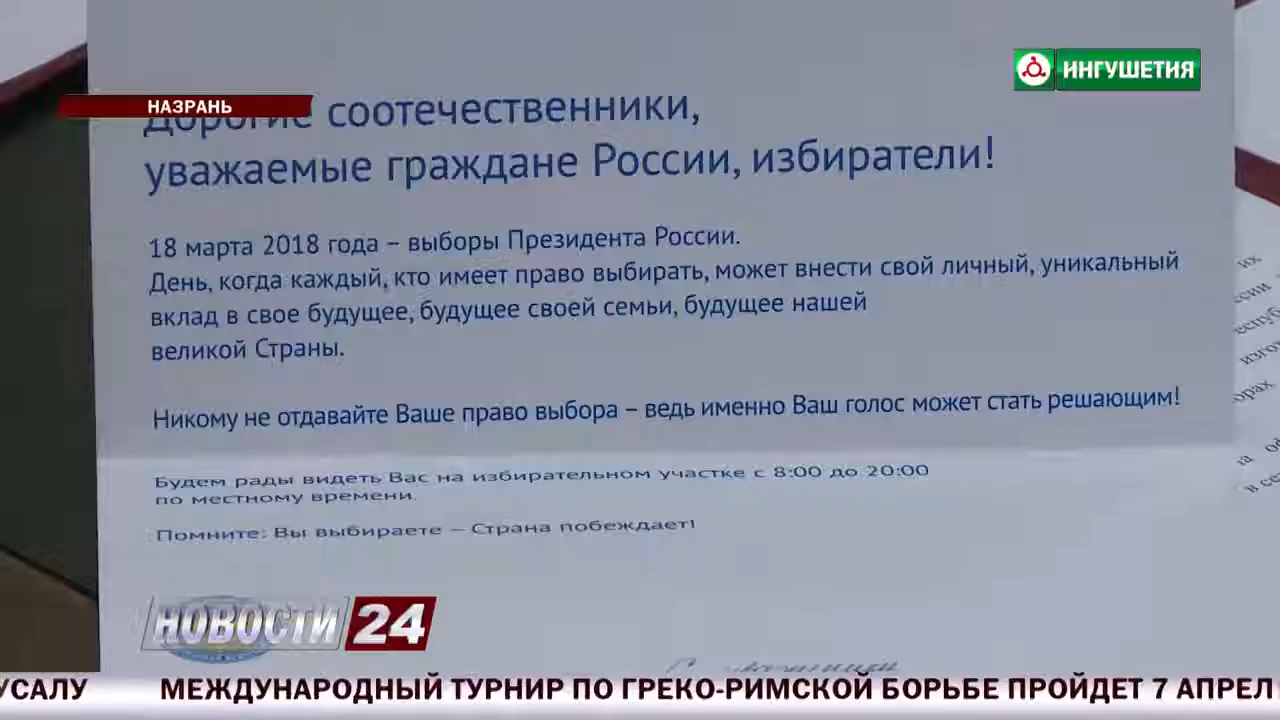 ИНГУШЕТИЯ
НАЗРАНЬ
Дорогие соотечественники,
уважаемые граждане России, избиратели!
18 марта 2018 года – выборы Президента России.
День, когда каждый, кто имеет право выбирать, может внести свой личный, уникальный
вклад в свое будущее, будущее своей семьи, будущее нашей
великой Страны.
Никому не отдавайте Ваше право выбора – ведь именно Ваш голос может стать решающим!
Будем рады видеть Вас на избирательном участке с 8:00 до 20:00
по местному времени.
Помните: Вы выбираете – Страна побеждает!
НОВОСТИ 24
УСАЛУ МЕЖДУНАРОДНЫЙ ТУРНИР ПО ГРЕКО-РИМСКОЙ БОРЬБЕ ПРОЙДЕТ 7 АПРЕЛ